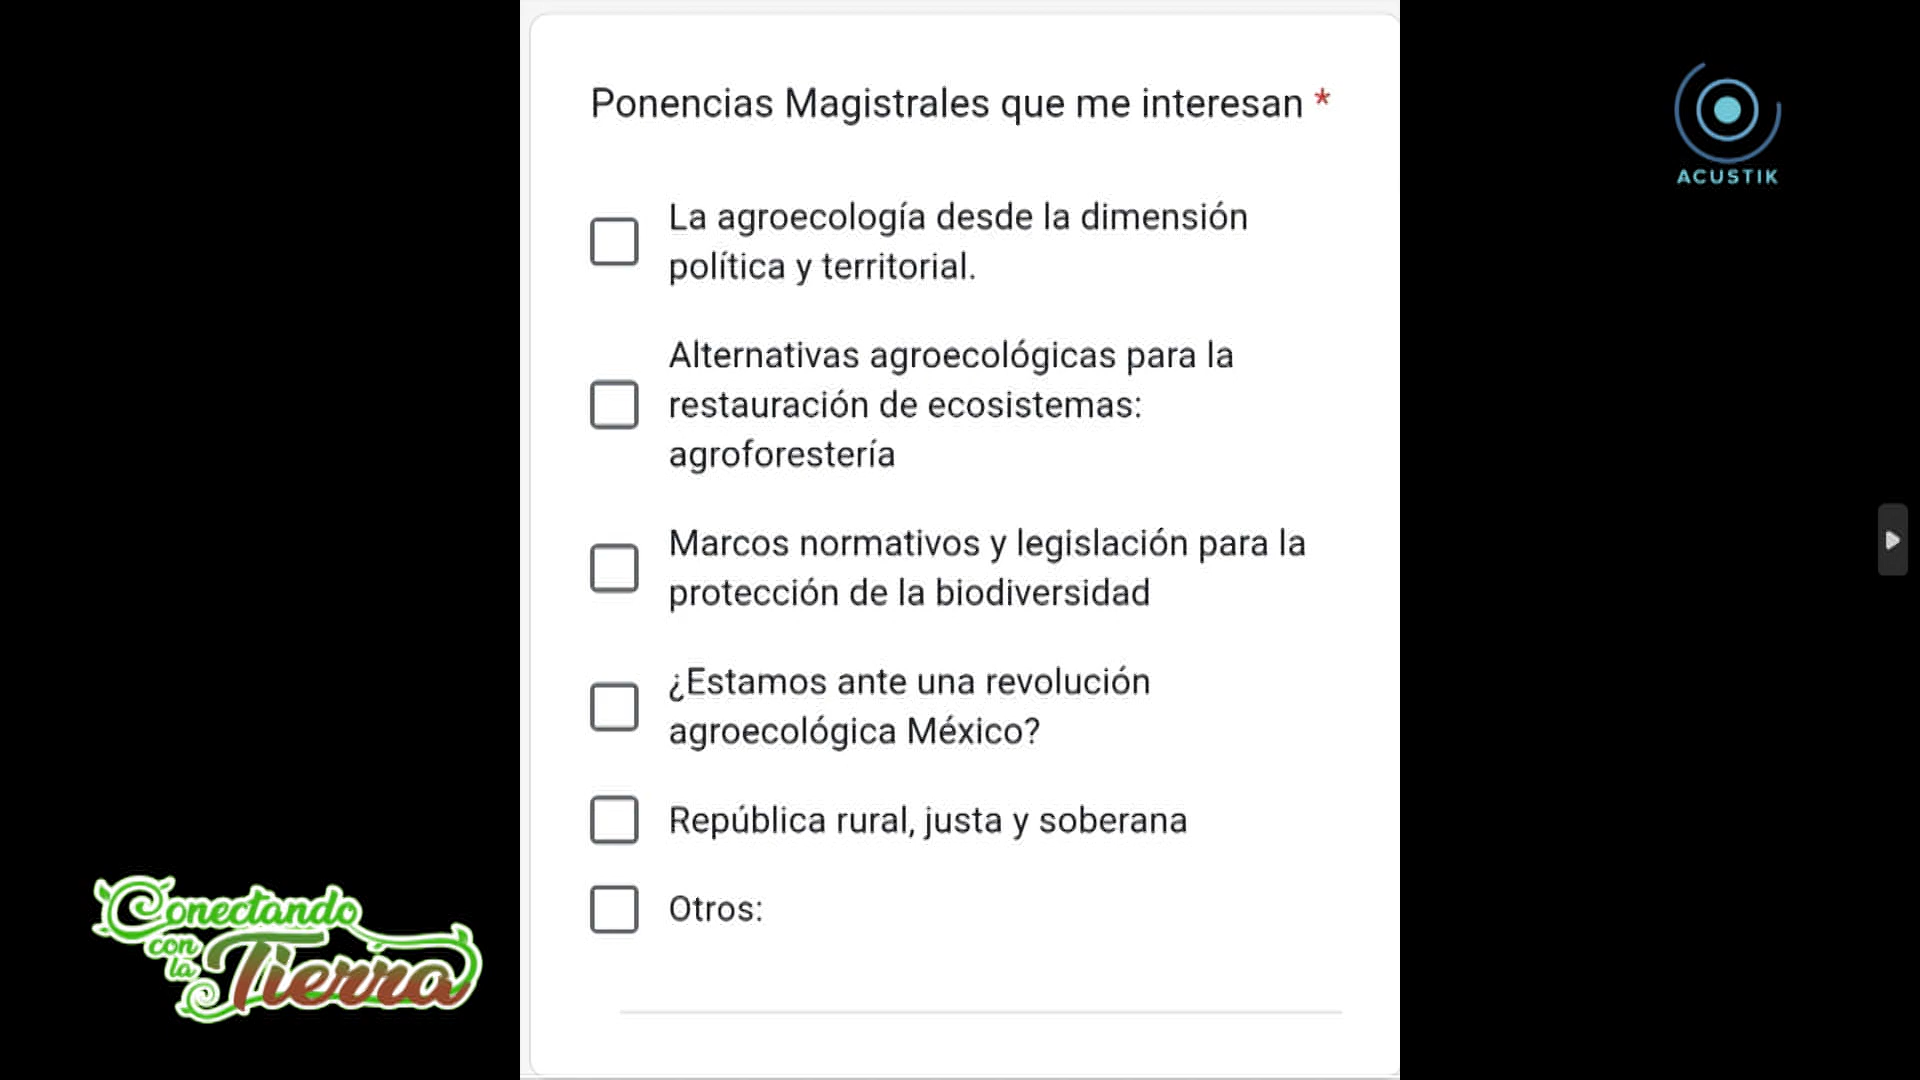 Ponencias Magistrales que me interesan *
La agroecología desde la dimensión
política y territorial.
Alternativas agroecológicas para la
restauración de ecosistemas:
agroforestería
Marcos normativos y legislación para la
protección de la biodiversidad
¿Estamos ante una revolución
agroecológica México?
República rural, justa y soberana
Otros:
ACUSTIK
Conectando
con
la
Tierra